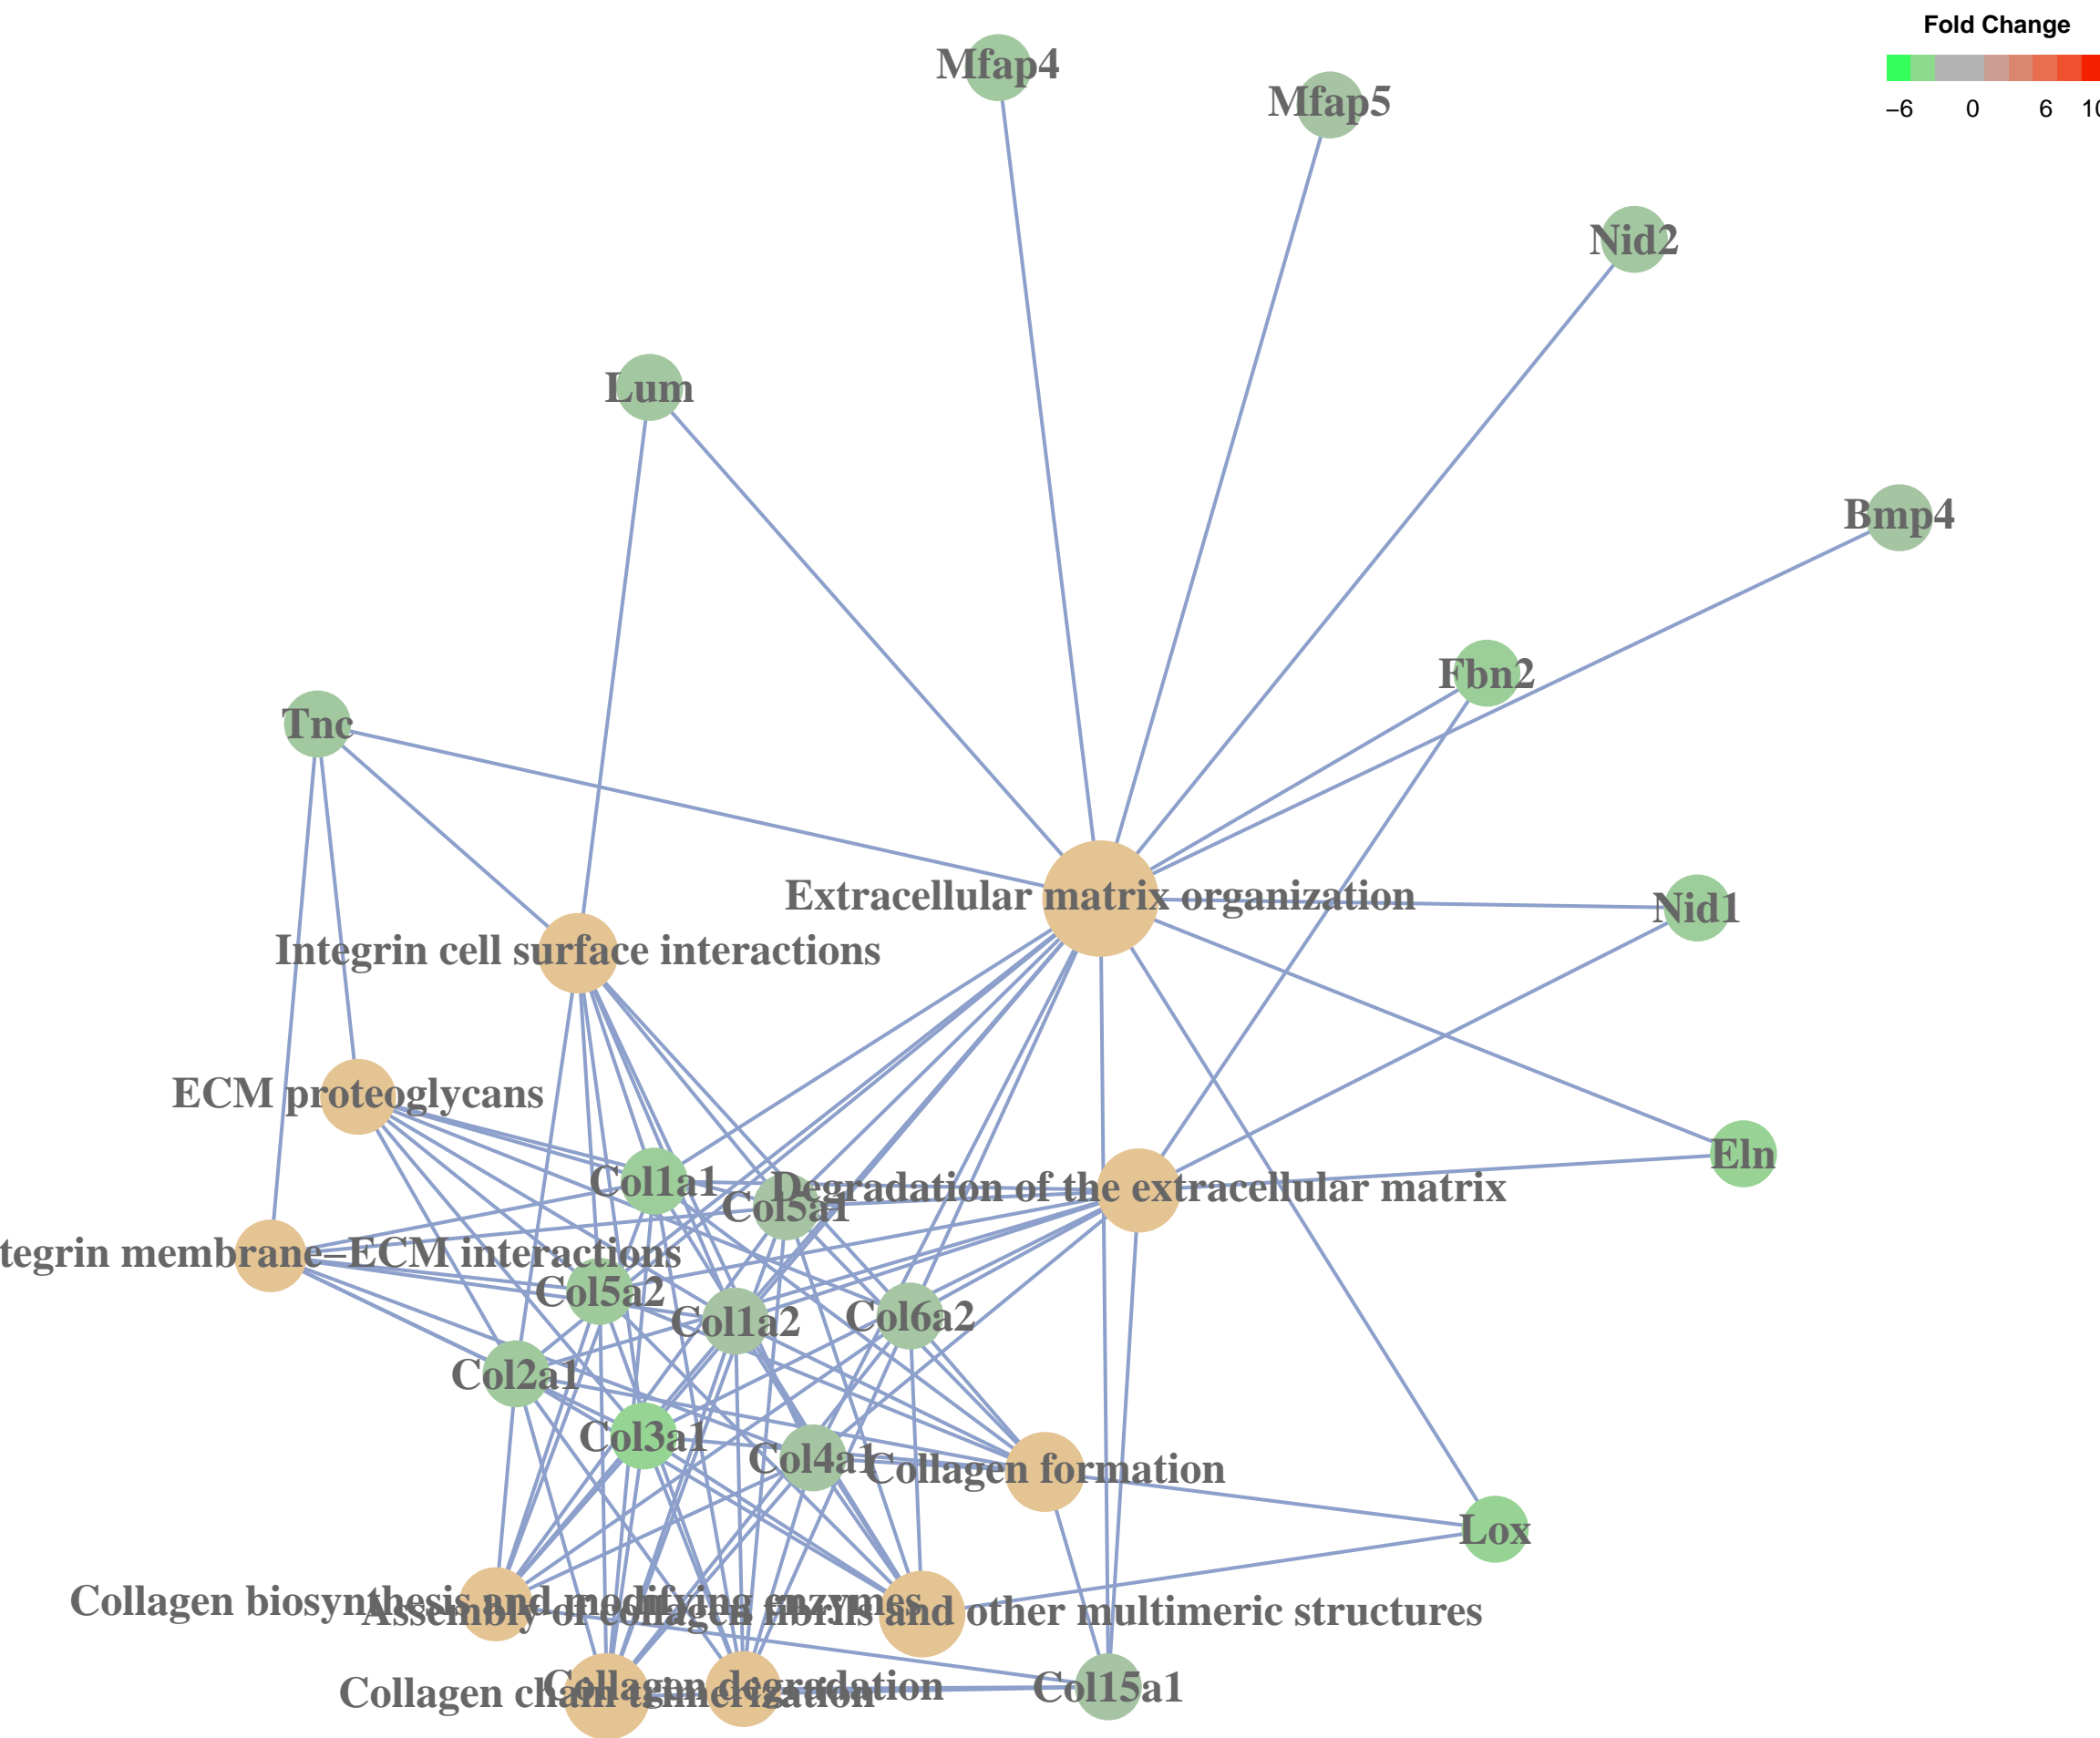 Fold Change
−6 0 6 10
Mfap4
Mfap5
Nid2
Lum
Bmp4
Fbn2
Tnc
Extracellular matrix organization
Nid1
Integrin cell surface interactions
ECM proteoglycans
Eln
Col1a1
Degradation of the extracellular matrix
Col5a1
tegrin membrane−ECM interactions
Col5a2
Col1a2
Col6a2
Col2a1
Col3a1
Col4a1
Collagen formation
Lox
Collagen biosynthesis and modifying enzymes
Assembly of collagen fibrils and other multimeric structures
Collagen degradation
Collagen chain trimerization
Col15a1